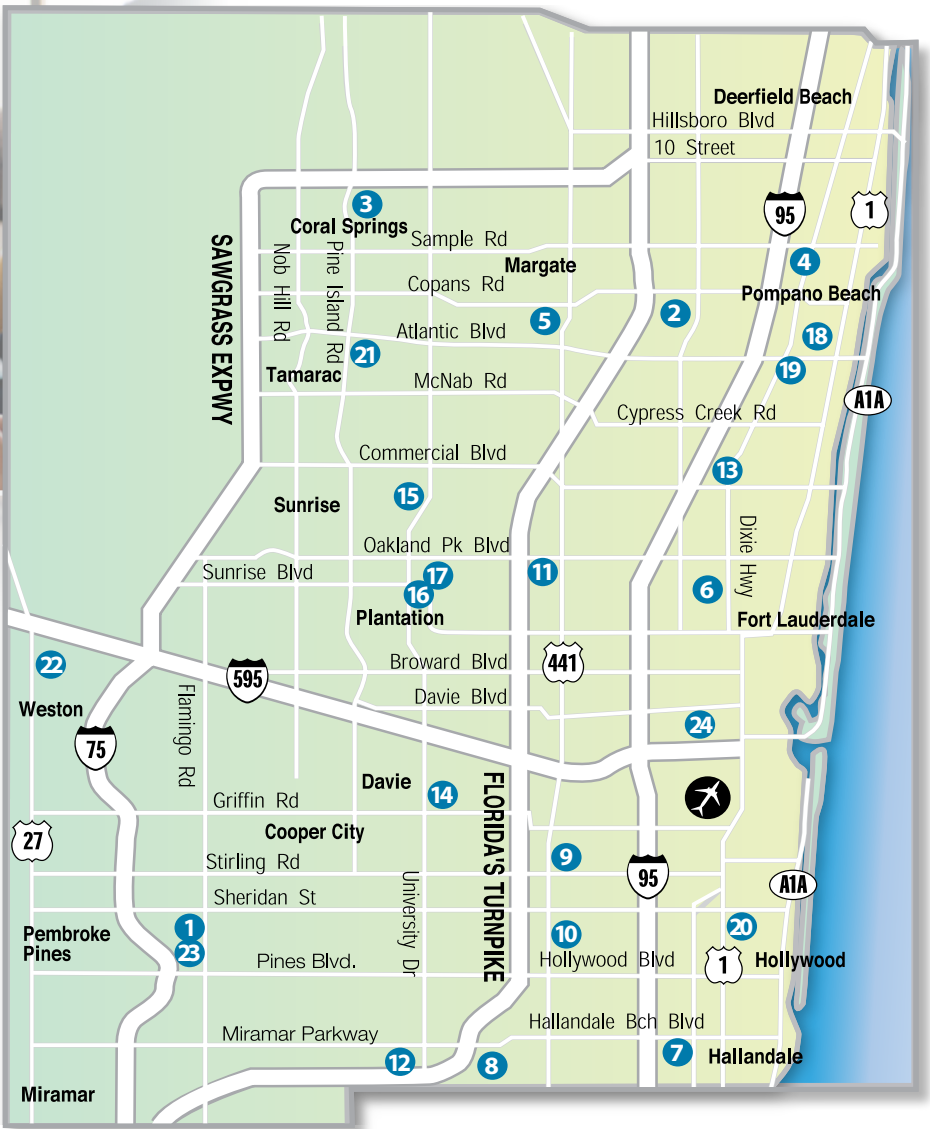 Deerfield Beach
Hillsboro Blvd
10 Street
95
1
3
Coral Springs
SAWGRASS EXPWY
Nob Hill Rd
Pine Island Rd
Sample Rd
Margate
4
Copans Rd
Pompano Beach
5
2
Atlantic Blvd
18
21
Tamarac
19
McNab Rd
A1A
Cypress Creek Rd
Commercial Blvd
13
15
Sunrise
Dixie Hwy
Oakland Pk Blvd
Sunrise Blvd
17
11
16
6
Plantation
Fort Lauderdale
22
Broward Blvd
441
595
Weston
Flamingo Rd
Davie Blvd
24
75
Davie
14
FLORIDA'S TURNPIKE
Griffin Rd
27
Cooper City
Stirling Rd
9
95
A1A
University Dr
Sheridan St
1
Pembroke
Pines
23
10
20
Pines Blvd.
Hollywood Blvd
1
Hollywood
Hallandale Bch Blvd
Miramar Parkway
12
8
7
Hallandale
Miramar